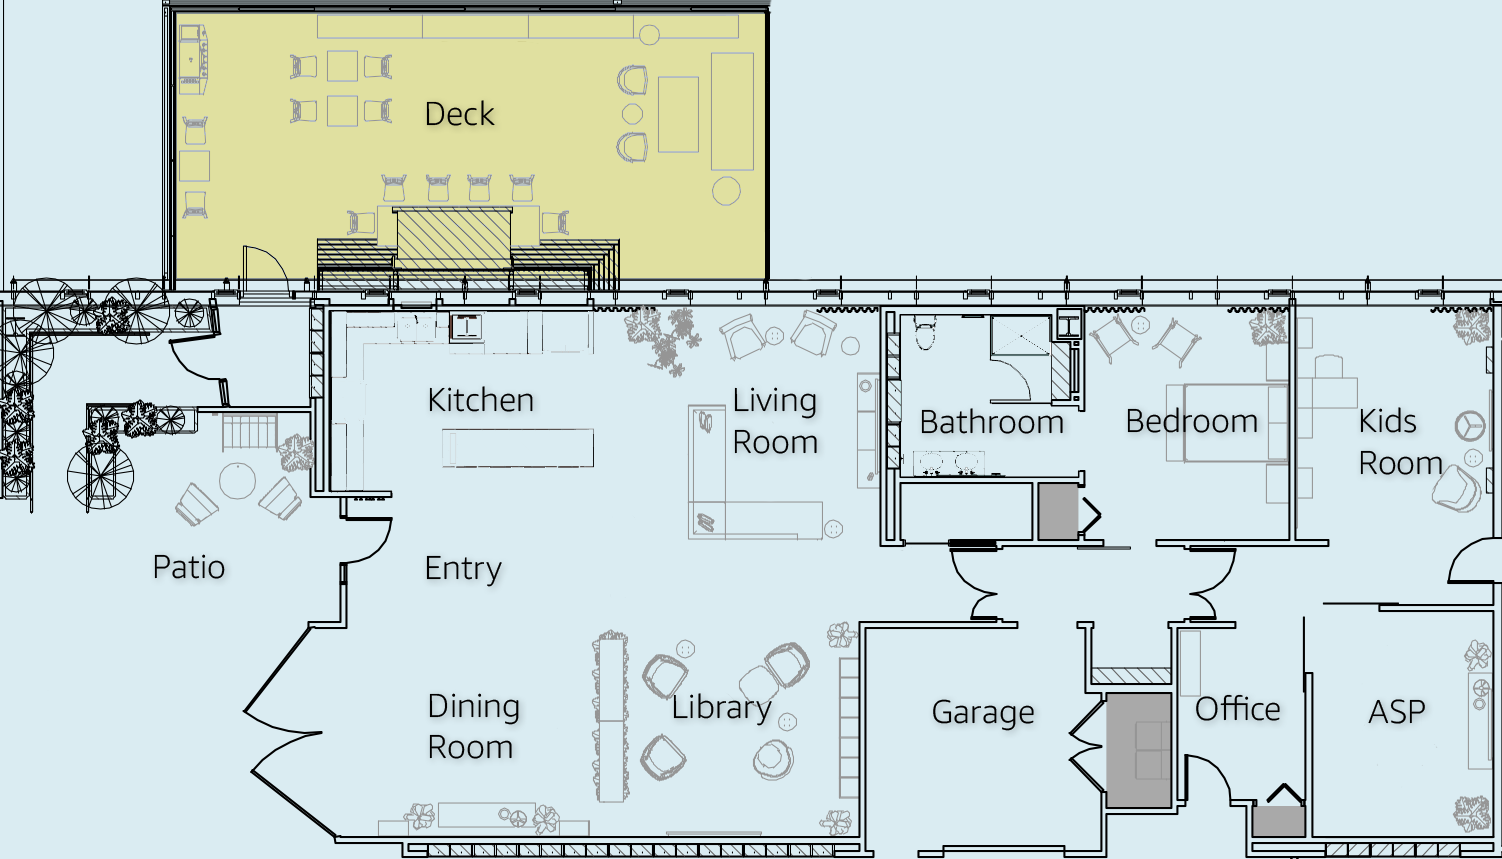 Deck
Kitchen
Living
Room
Bathroom
Bedroom
Kids
Room
Patio
Entry
Dining
Room
Library
Garage
Office
ASP